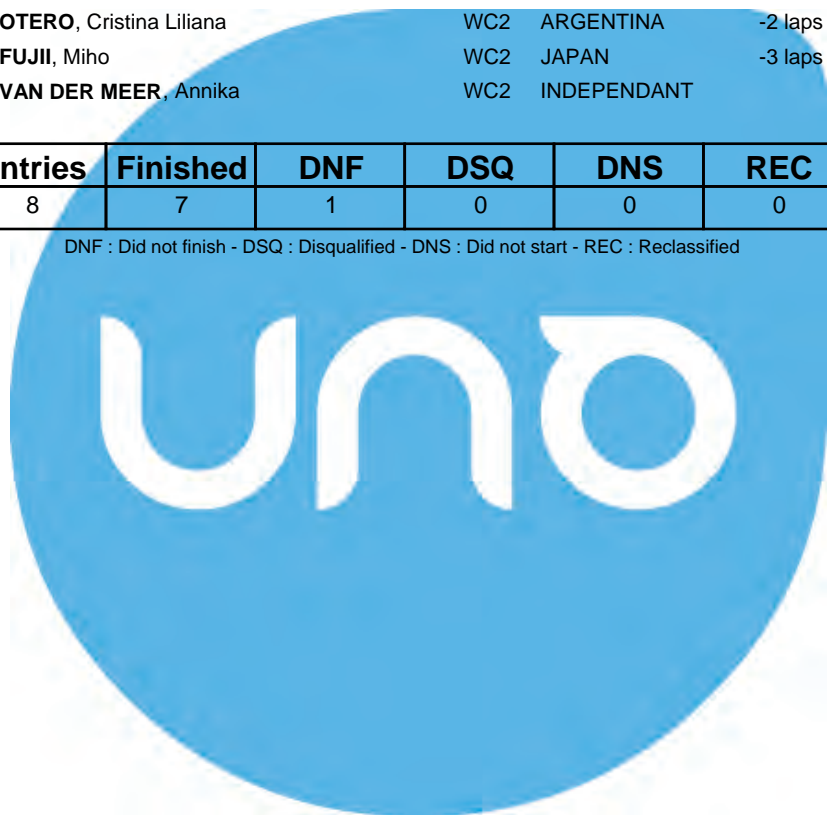 OTERO, Cristina Liliana WC2 ARGENTINA -2 laps
FUJII, Miho WC2 JAPAN -3 laps
VAN DER MEER, Annika WC2 INDEPENDANT
ntries Finished DNF DSQ DNS REC
8 7 1 0 0 0
DNF : Did not finish - DSQ : Disqualified - DNS : Did not start - REC : Reclassified
uno